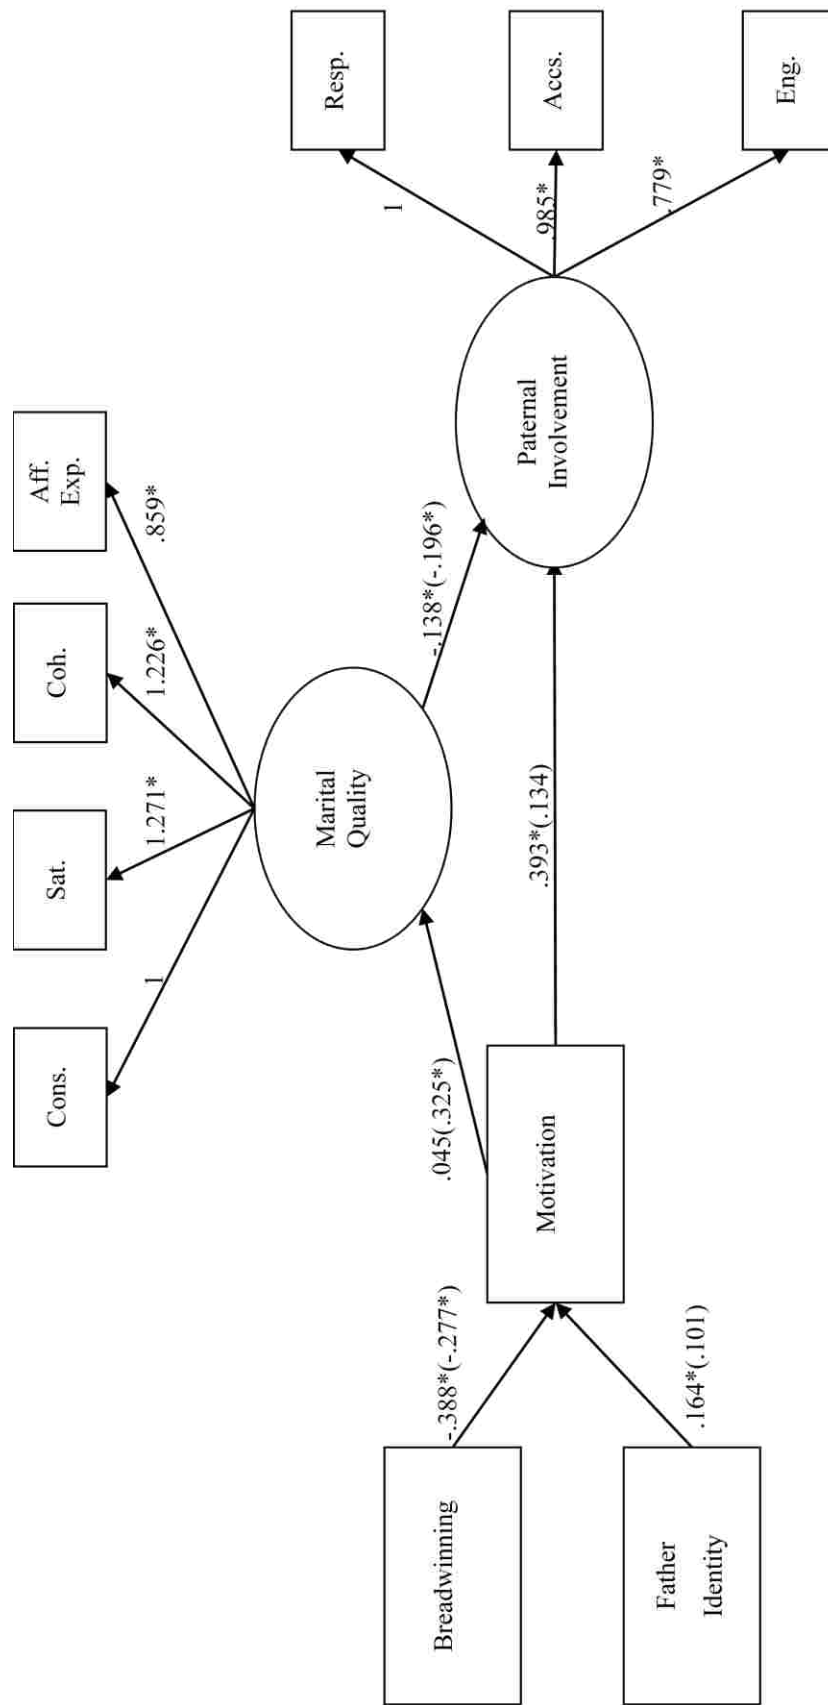 Cons.
Sat.
Coh.
Aff.
Exp.
1
1.271*
1.226*
.859*
Marital
Quality
.045(.325*)
-.138*(-.196*)
Breadwinning
-.388*(-.277*)
Motivation
.393*(.134)
Father
Identity
.164*(.101)
Paternal
Involvement
1
.985*
.779*
Resp.
Accs.
Eng.